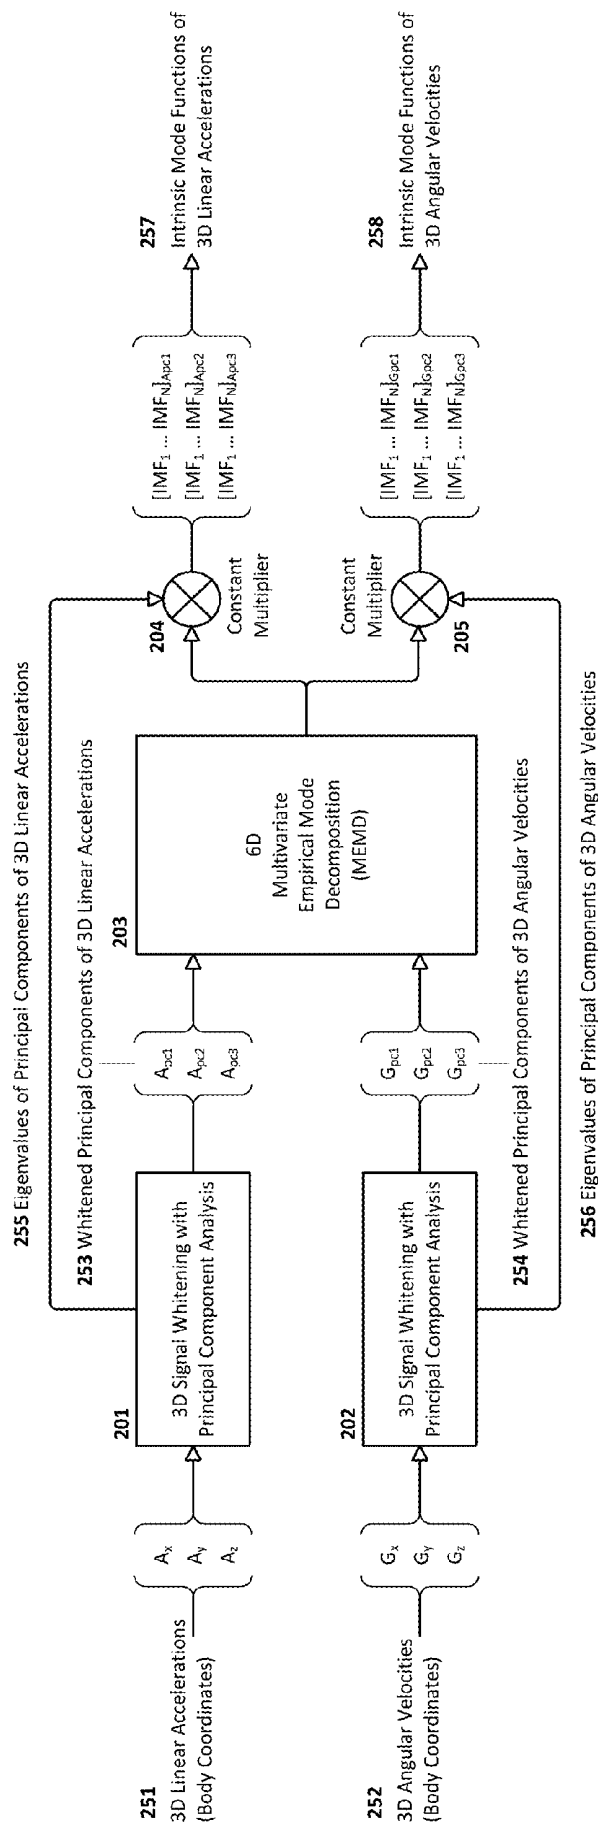 255 Eigenvalues of Principal Components of 3D Linear Accelerations
253 Whitened Principal Components of 3D Linear Accelerations
251
3D Linear Accelerations
(Body Coordinates)
Ax
Ay
Az
201
3D Signal Whitening with
Principal Component Analysis
Apc1
Apc2
Apc3
252
3D Angular Velocities
(Body Coordinates)
Gx
Gy
Gz
202
3D Signal Whitening with
Principal Component Analysis
Gpc1
Gpc2
Gpc3
254 Whitened Principal Components of 3D Angular Velocities
256 Eigenvalues of Principal Components of 3D Angular Velocities
203
6D
Multivariate
Empirical Mode
Decomposition
(MEMD)
204
Constant
Multiplier
[IMF1 ... IMFN]Apc1
[IMF1 ... IMFN]Apc2
[IMF1 ... IMFN]Apc3
257
Intrinsic Mode Functions of
3D Linear Accelerations
Constant
Multiplier
205
[IMF1 ... IMFN]Gpc1
[IMF1 ... IMFN]Gpc2
[IMF1 ... IMFN]Gpc3
258
Intrinsic Mode Functions of
3D Angular Velocities